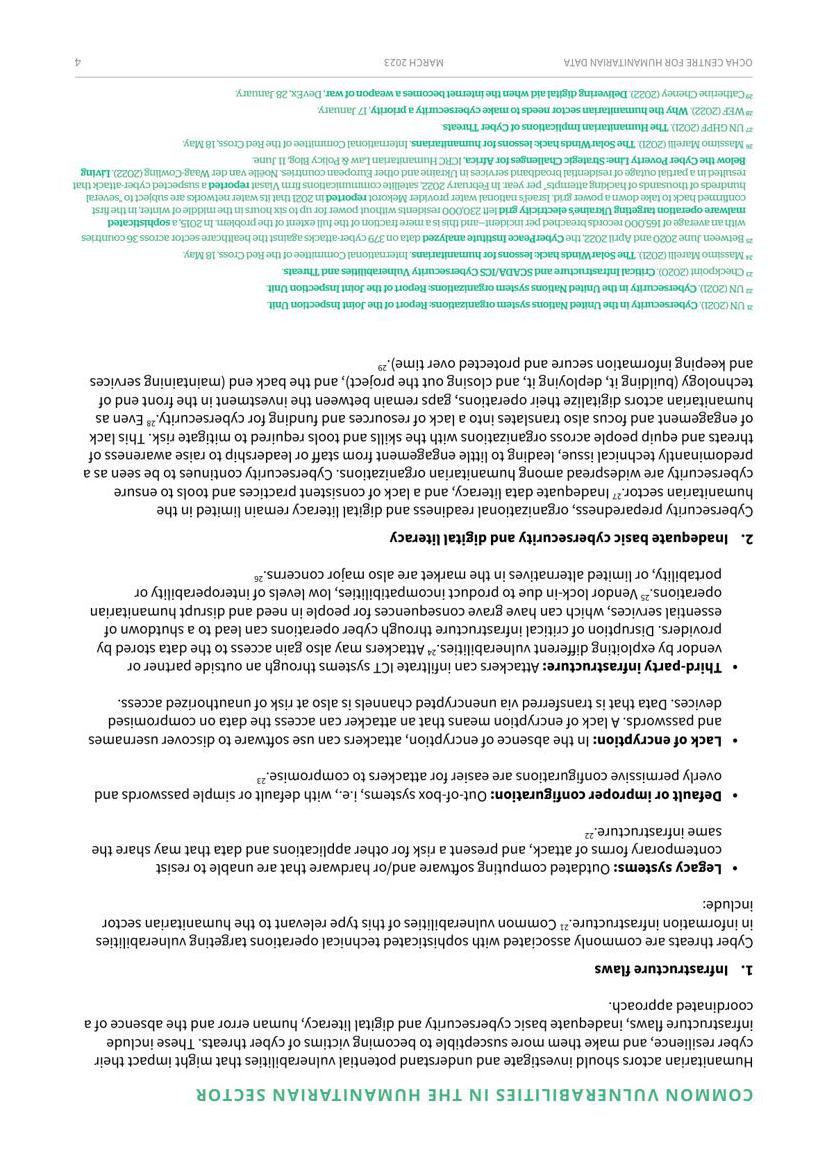 COMMON VULNERABILITIES IN THE HUMANITARIAN SECTOR
Humanitarian actors should investigate and understand potential vulnerabilities that might impact their
cyber resilience, and make them more susceptible to becoming victims of cyber threats. These include
infrastructure flaws, inadequate basic cybersecurity and digital literacy, human error and the absence of a
coordinated approach.
1. Infrastructure flaws
Cyber threats are commonly associated with sophisticated technical operations targeting vulnerabilities
in information infrastructure.21 Common vulnerabilities of this type relevant to the humanitarian sector
include:
• Legacy systems: Outdated computing software and/or hardware that are unable to resist
contemporary forms of attack, and present a risk for other applications and data that may share the
same infrastructure.22
• Default or improper configuration: Out-of-box systems, i.e., with default or simple passwords and
overly permissive configurations are easier for attackers to compromise.23
• Lack of encryption: In the absence of encryption, attackers can use software to discover usernames
and passwords. A lack of encryption means that an attacker can access the data on compromised
devices. Data that is transferred via unencrypted channels is also at risk of unauthorized access.
• Third-party infrastructure: Attackers can infiltrate ICT systems through an outside partner or
vendor by exploiting different vulnerabilities.24 Attackers may also gain access to the data stored by
providers. Disruption of critical infrastructure through cyber operations can lead to a shutdown of
essential services, which can have grave consequences for people in need and disrupt humanitarian
operations.25 Vendor lock-in due to product incompatibilities, low levels of interoperability or
portability, or limited alternatives in the market are also major concerns.26
2. Inadequate basic cybersecurity and digital literacy
Cybersecurity preparedness, organizational readiness and digital literacy remain limited in the
humanitarian sector.27 Inadequate data literacy, and a lack of consistent practices and tools to ensure
cybersecurity are widespread among humanitarian organizations. Cybersecurity continues to be seen as a
predominantly technical issue, leading to little engagement from staff or leadership to raise awareness of
threats and equip people across organizations with the skills and tools required to mitigate risk. This lack
of engagement and focus also translates into a lack of resources and funding for cybersecurity.28 Even as
humanitarian actors digitalize their operations, gaps remain between the investment in the front end of
technology (building it, deploying it, and closing out the project), and the back end (maintaining services
and keeping information secure and protected over time).29
21 UN (2021). Cybersecurity in the United Nations system organizations: Report of the Joint Inspection Unit.
22 UN (2021). Cybersecurity in the United Nations system organizations: Report of the Joint Inspection Unit.
23 Checkpoint (2020). Critical Infrastructure and SCADA/ICS Cybersecurity Vulnerabilities and Threats.
24 Massimo Marelli (2021). The SolarWinds hack: lessons for humanitarians. International Committee of the Red Cross, 18 May.
25 Between June 2020 and April 2022, the CyberPeace Institute analyzed data on 379 cyber-attacks against the healthcare sector across 36 countries
with an average of 165,000 records breached per incident–and this is a mere fraction of the full extent of the problem. In 2015, a sophisticated
malware operation targeting Ukraine's electricity grid left 230,000 residents without power for up to six hours in the middle of winter, in the first
confirmed hack to take down a power grid. Israel's national water provider Mekorot reported in 2021 that its water networks are subject to "several
hundreds of thousands of hacking attempts" per year. In February 2022, satellite communications firm Viasat reported a suspected cyber-attack that
resulted in a partial outage of residential broadband service in Ukraine and other European countries. Noëlle van der Waag-Cowling (2022). Living
Below the Cyber Poverty Line: Strategic Challenges for Africa. ICRC Humanitarian Law & Policy Blog, 11 June.
26 Massimo Marelli (2021). The SolarWinds hack: lessons for humanitarians. International Committee of the Red Cross, 18 May.
27 UN GHPF (2021). The Humanitarian Implications of Cyber Threats.
28 WEF (2022). Why the humanitarian sector needs to make cybersecurity a priority, 17 January.
29 Catherine Cheney (2022). Delivering digital aid when the internet becomes a weapon of war, DevEx, 28 January.
OCHA CENTRE FOR HUMANITARIAN DATA MARCH 2023 4